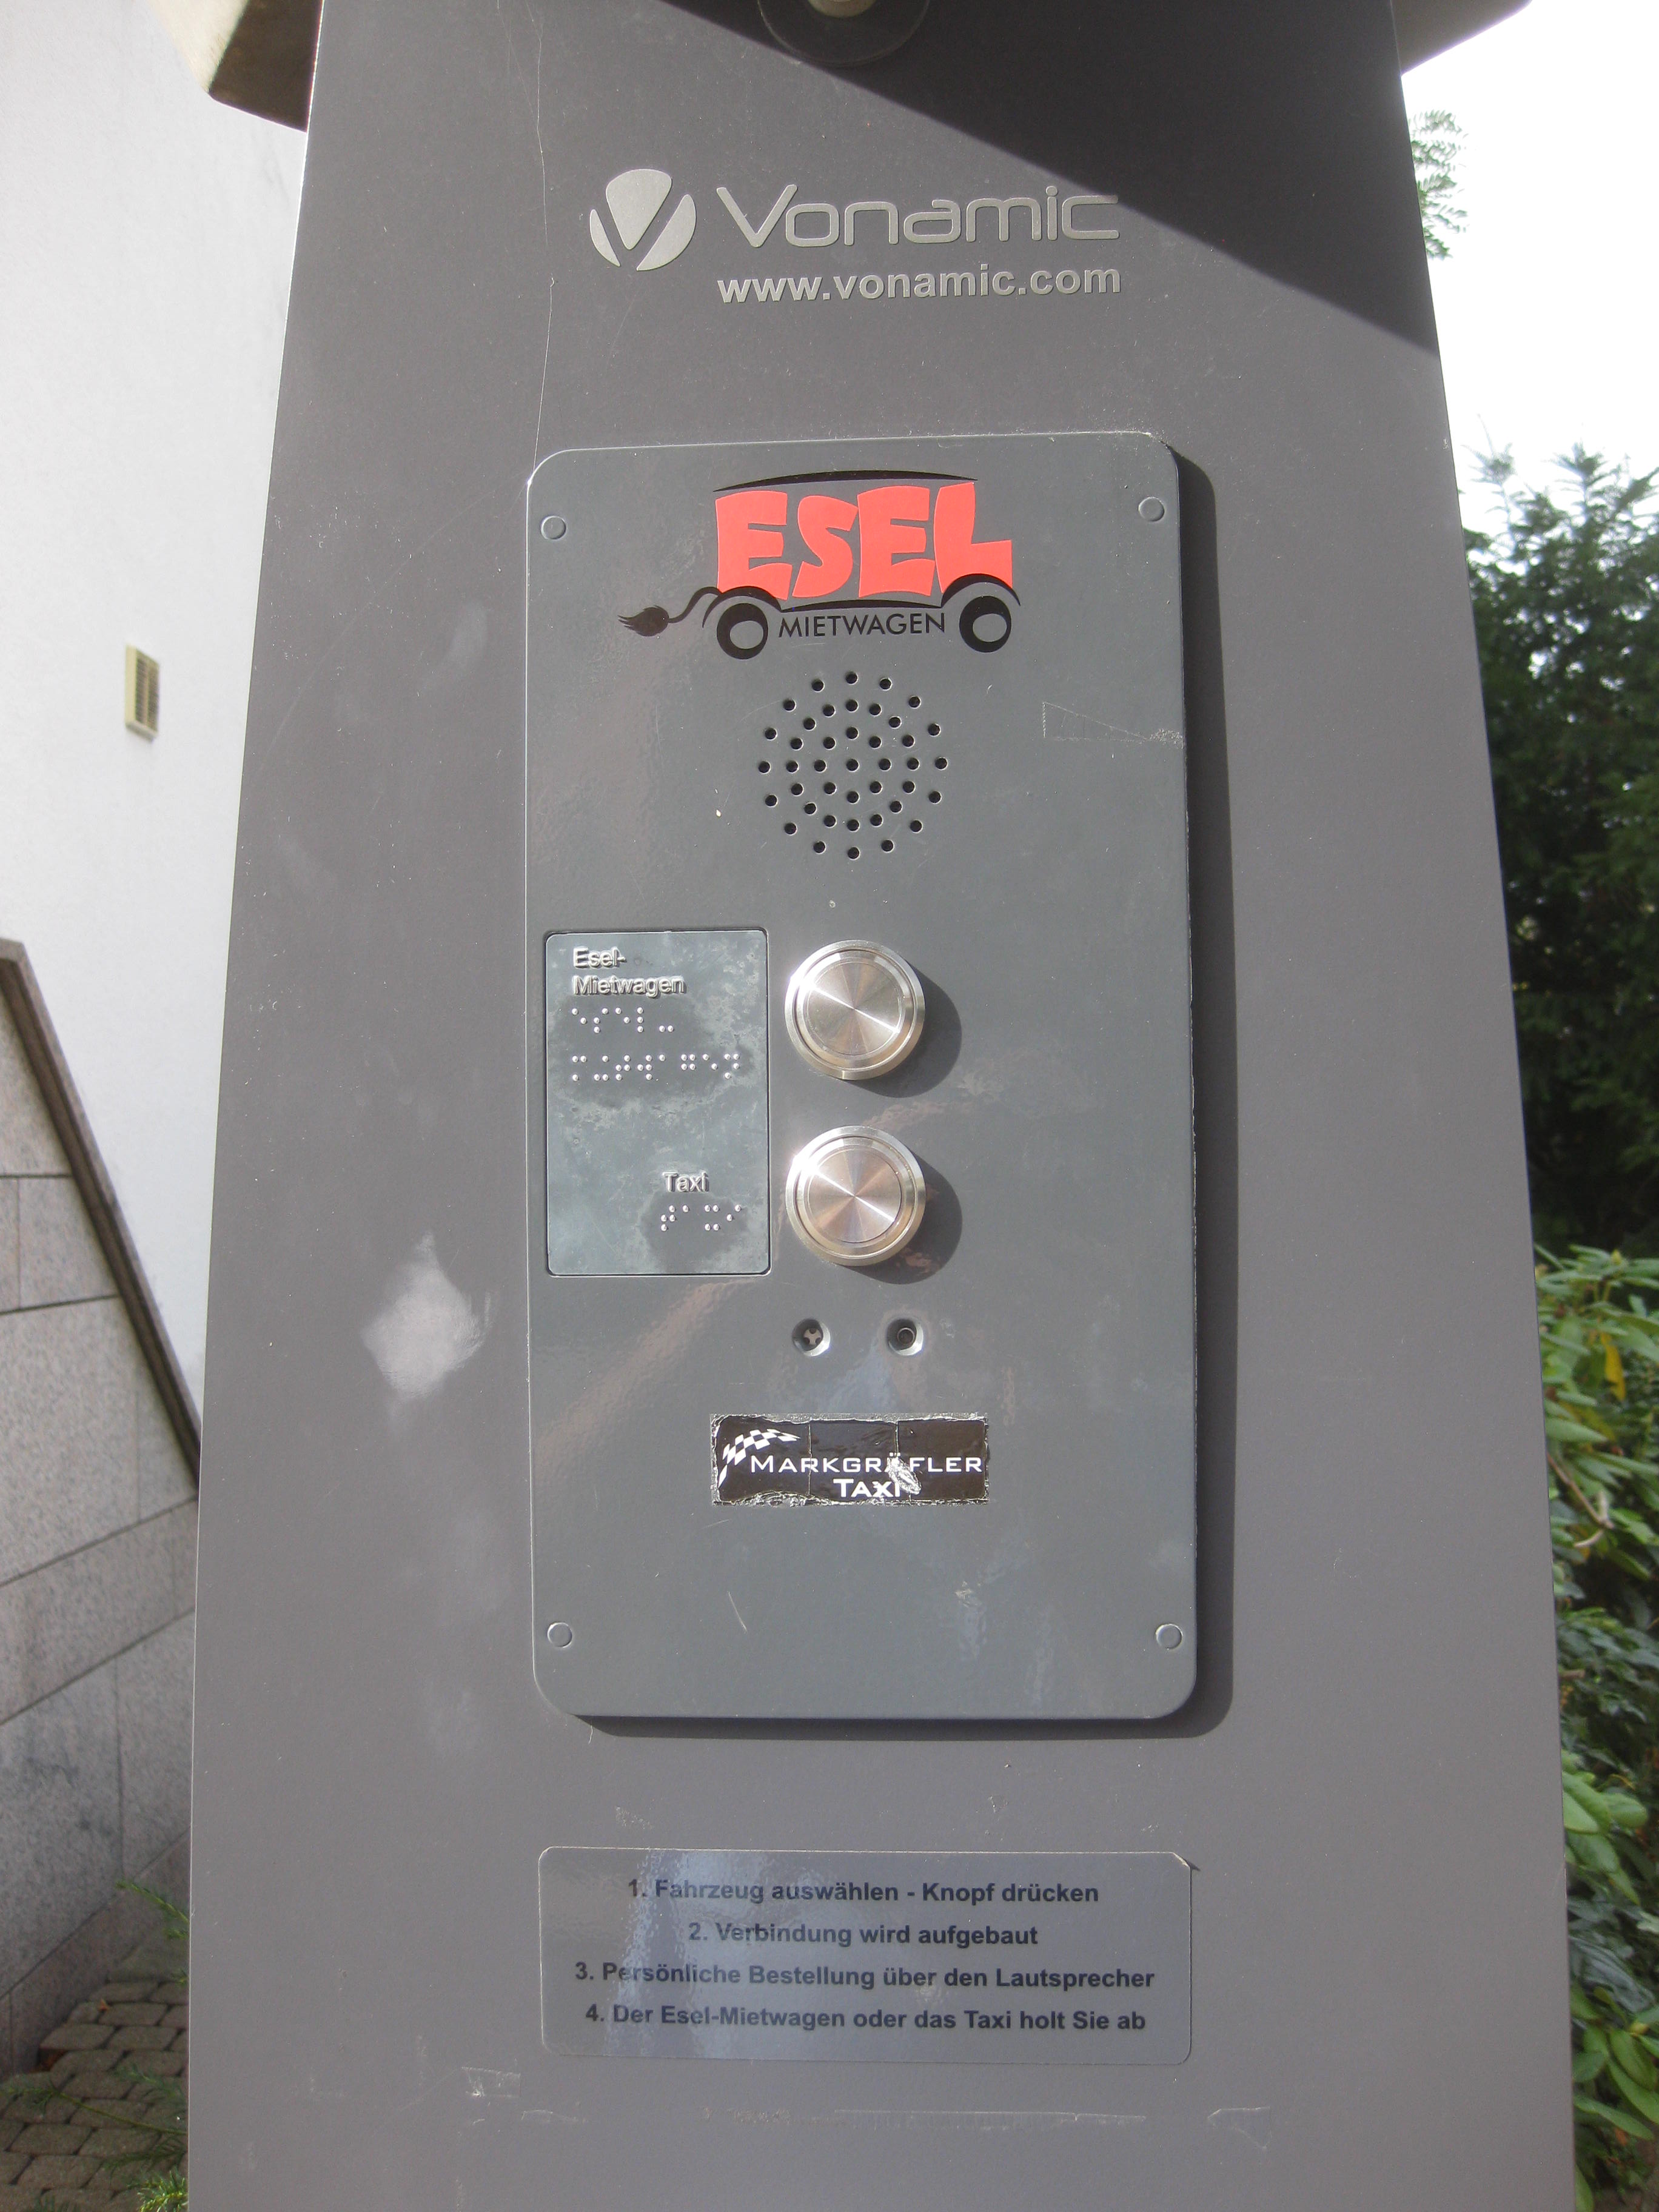 Vonamic
www.vonamic.com
ESEL
MIETWAGEN
Esel-
Mietwagen
Taxi
MARKGRÄFLER
TAXI
1. Fahrzeug auswählen - Knopf drücken
2. Verbindung wird aufgebaut
3. Persönliche Bestellung über den Lautsprecher
4. Der Esel-Mietwagen oder das Taxi holt Sie ab